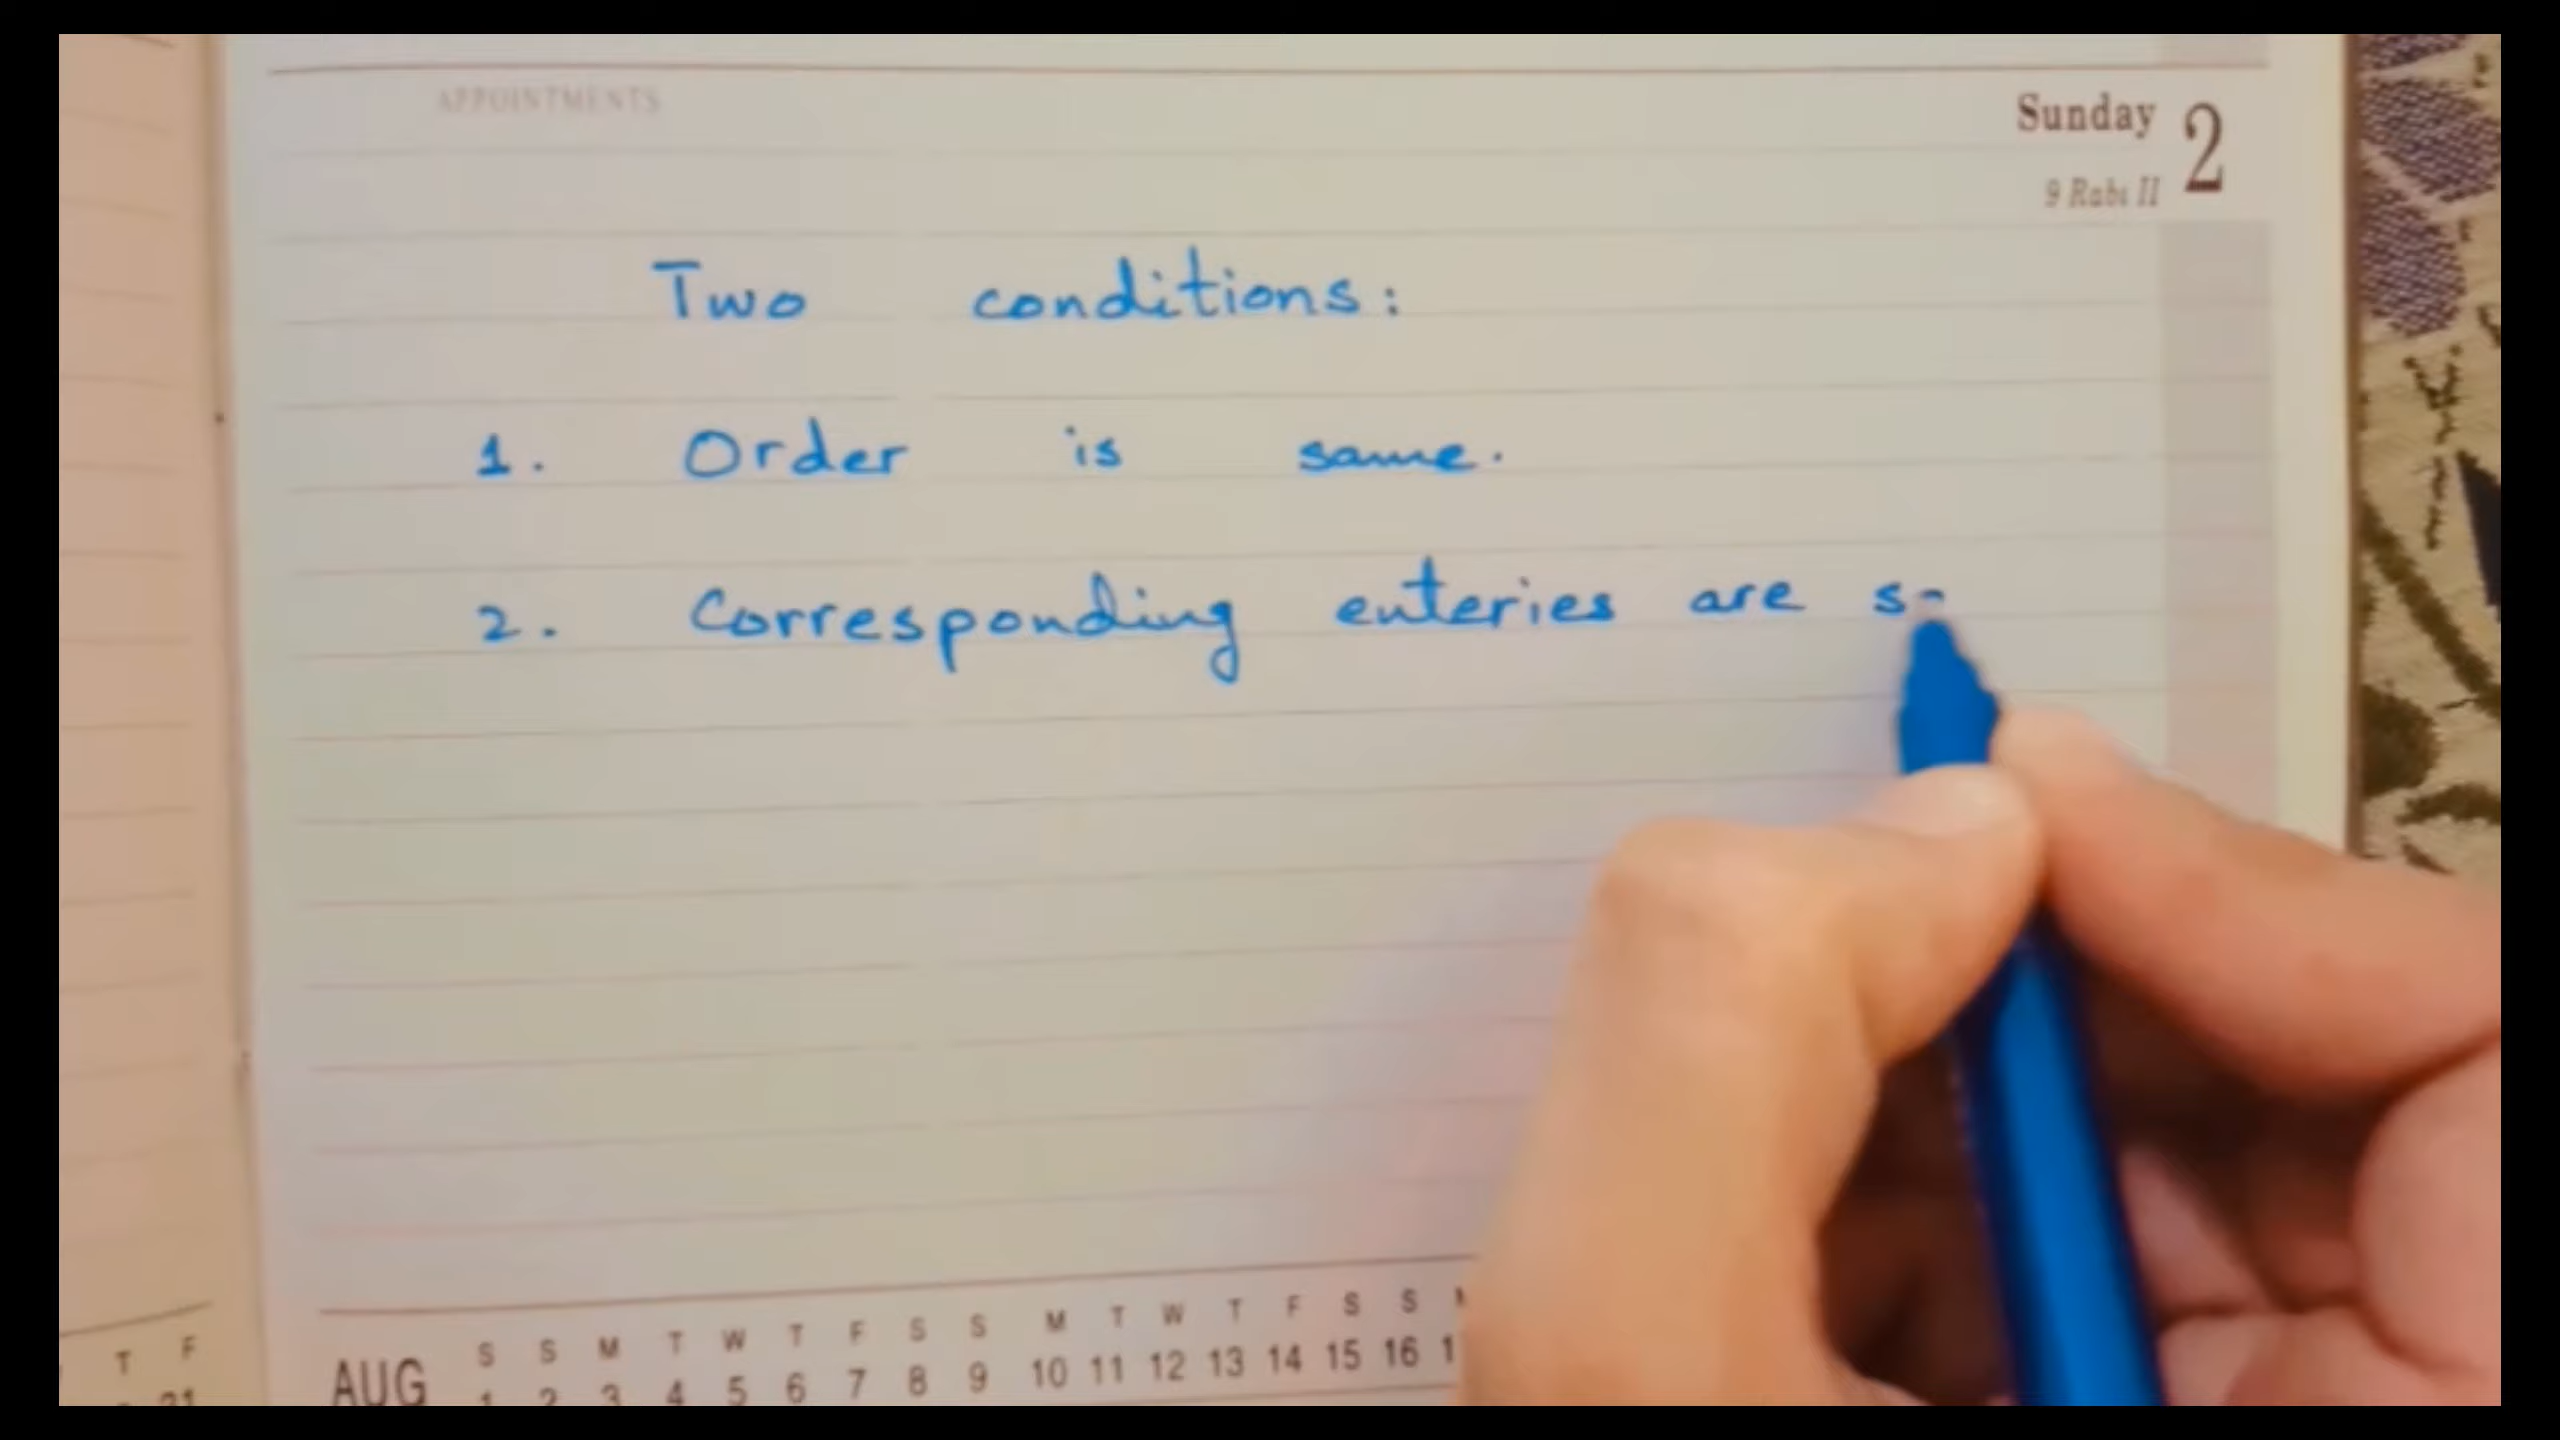 APPOINTMENTS
Sunday 2
9 Rabi II
Two conditions:
1. Order is same.
2. Corresponding enteries are s
T F
S S M T W T F S S M T W T F S S
AUG 1 2 3 4 5 6 7 8 9 10 11 12 13 14 15 16